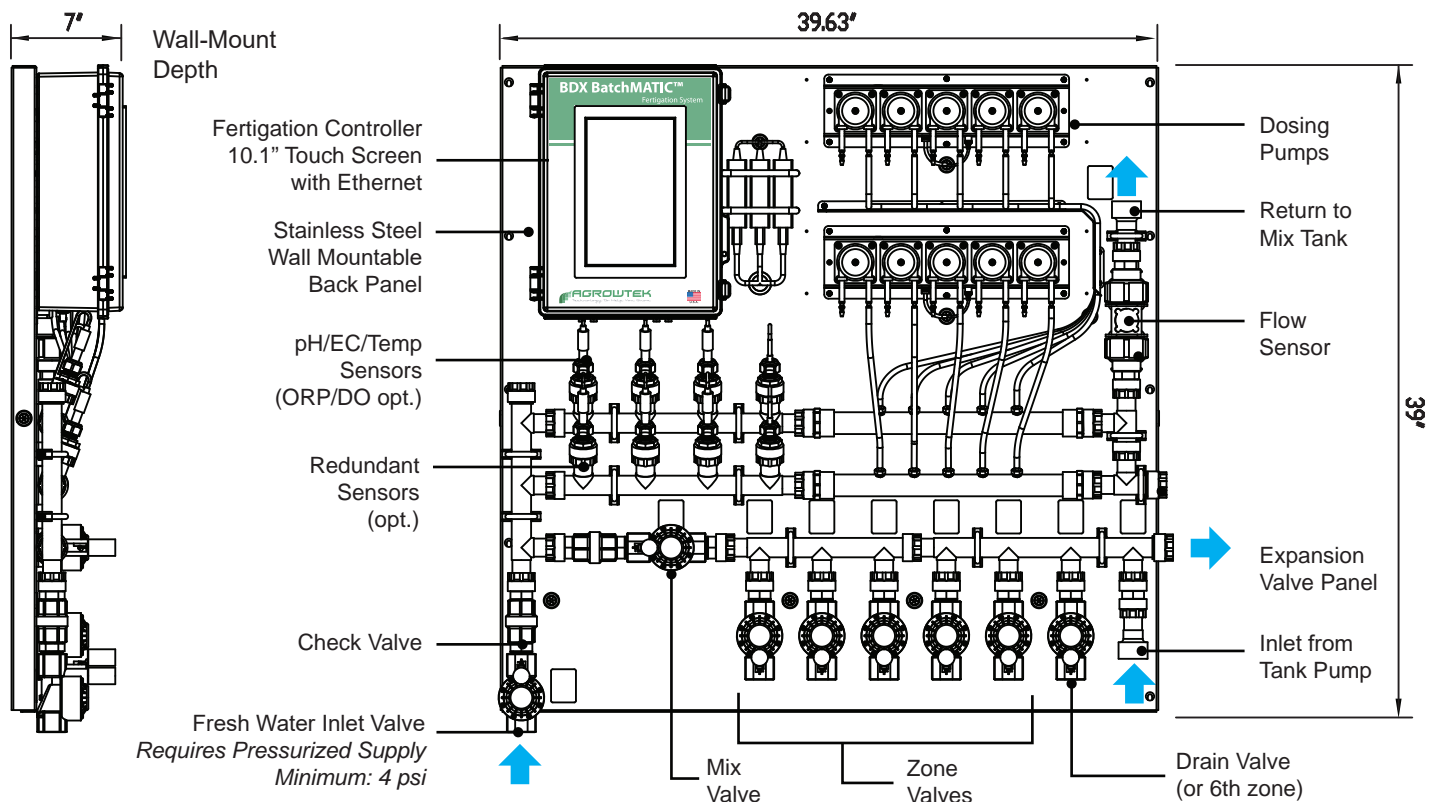 7"
39.63"
Wall-Mount
Depth
BDX BatchMATIC™
Fertigation System
Fertigation Controller
10.1” Touch Screen
with Ethernet
Dosing
Pumps
Stainless Steel
Wall Mountable
Back Panel
Return to
Mix Tank
AGROWTEK
pH/EC/Temp
Sensors
(ORP/DO opt.)
Flow
Sensor
39"
Redundant
Sensors
(opt.)
Expansion
Valve Panel
Check Valve
Inlet from
Tank Pump
Fresh Water Inlet Valve
Requires Pressurized Supply
Minimum: 4 psi
Mix
Valve
Zone
Valves
Drain Valve
(or 6th zone)